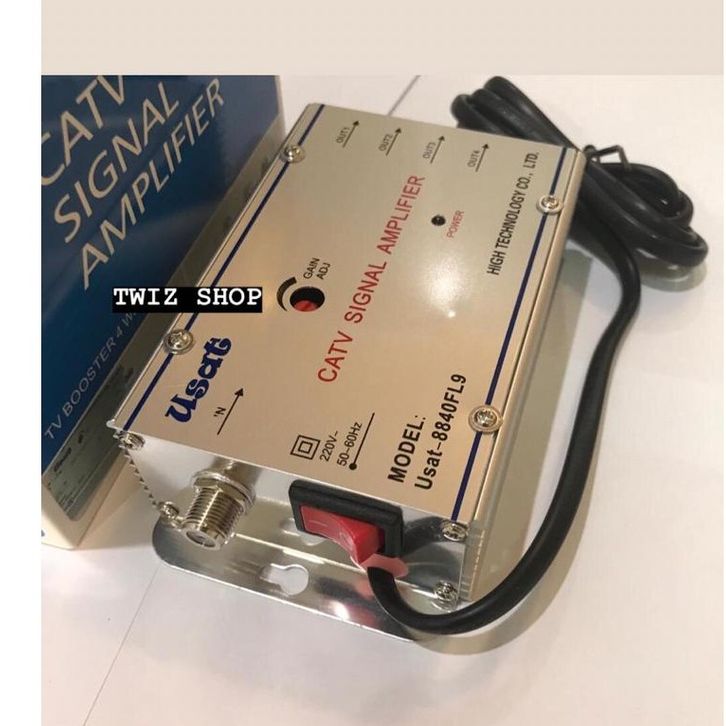 CATV
SIGNAL
AMPLIFIER
TV BOOSTER 4 W
TWIZ SHOP
OUT1
OUT2
OUT3
OUT4
POWER
GAIN
ADJ
CATV SIGNAL AMPLIFIER
HIGH TECHNOLOGY CO., LTD.
Usat
'N
220V~
50-60Hz
MODEL:
Usat-8840FL9